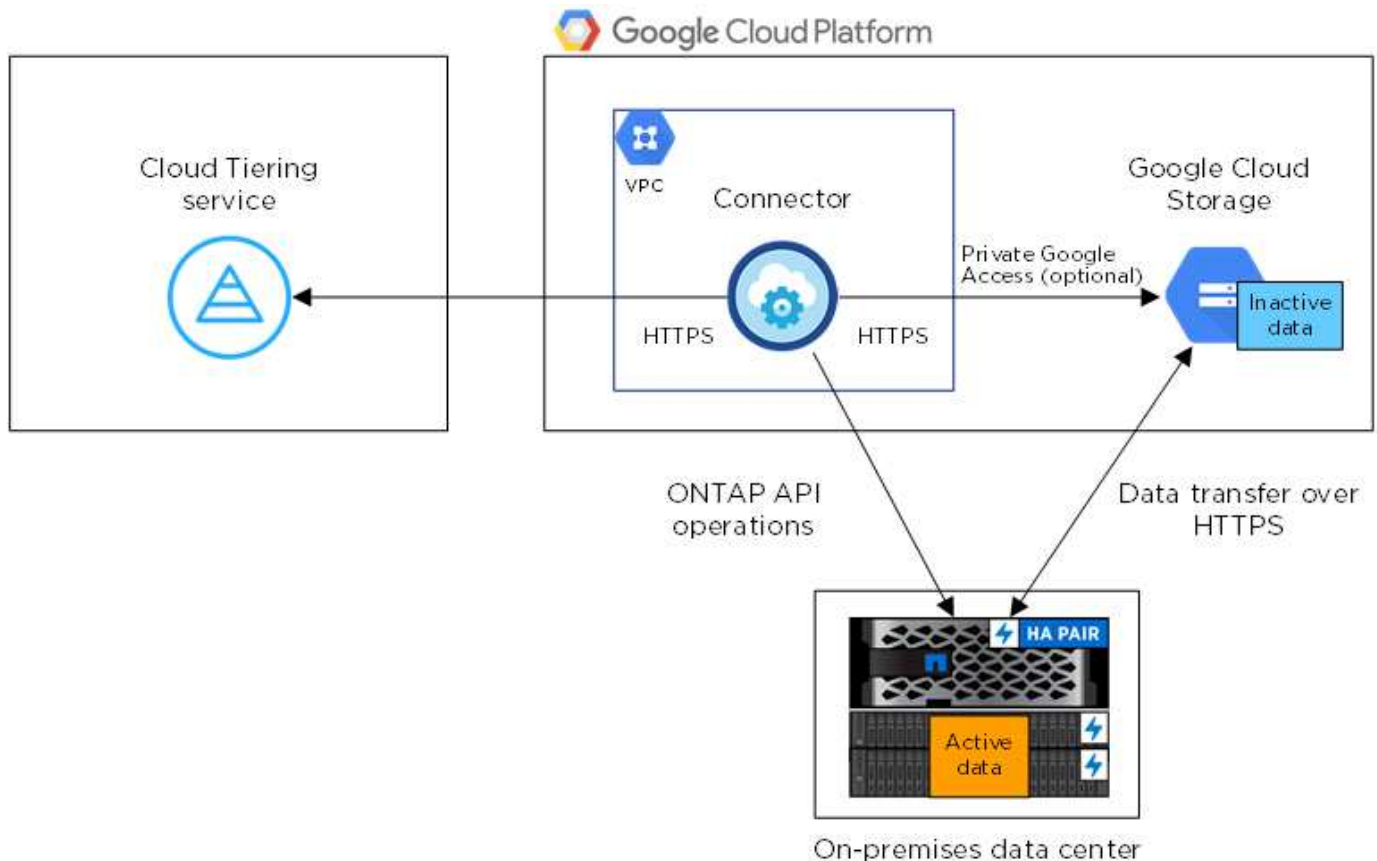 Google Cloud Platform
Cloud Tiering
service
VPC
Connector
Google Cloud
Storage
Private Google
Access (optional)
Inactive
data
HTTPS
HTTPS
ONTAP API
operations
Data transfer over
HTTPS
HA PAIR
Active
data
On-premises data center